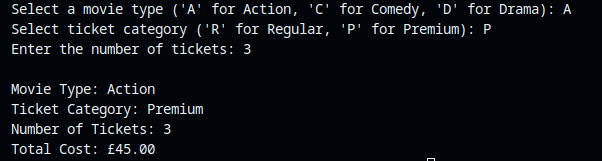 Select a movie type ('A' for Action, 'C' for Comedy, 'D' for Drama): A
Select ticket category ('R' for Regular, 'P' for Premium): P
Enter the number of tickets: 3
Movie Type: Action
Ticket Category: Premium
Number of Tickets: 3
Total Cost: £45.00